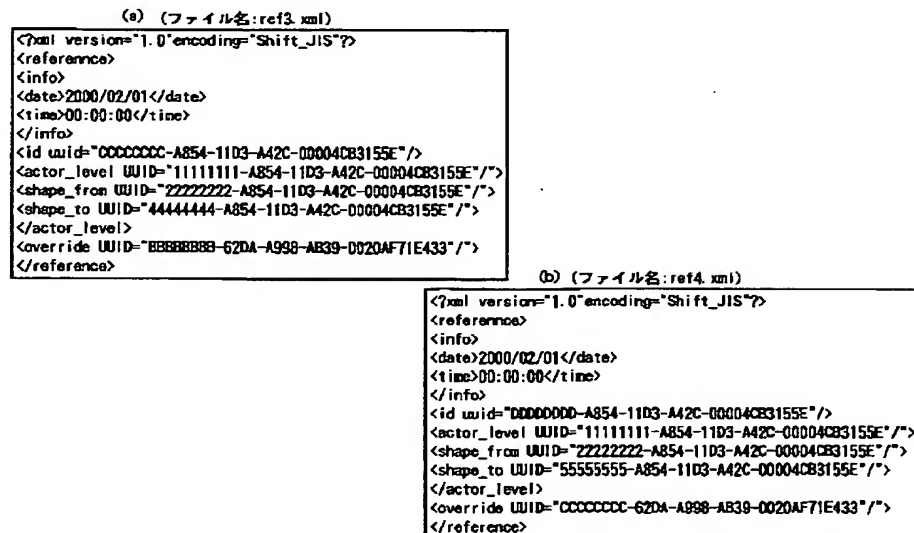 (a) (ファイル名:ref3.xml)
<?xml version="1.0"encoding="Shift_JIS"?>
<reference>
<info>
<date>2000/02/01</date>
<time>00:00:00</time>
</info>
<id uuid="CCCCCCCC-A854-11D3-A42C-00004CB3155E"/>
<actor_level UUID="11111111-A854-11D3-A42C-00004CB3155E"/">
<shape_from UUID="22222222-A854-11D3-A42C-00004CB3155E"/">
<shape_to UUID="44444444-A854-11D3-A42C-00004CB3155E"/">
</actor_level>
<override UUID="BBBBBBBB-62DA-A998-AB39-0020AF71E433"/">
</reference>
(b) (ファイル名:ref4.xml)
<?xml version="1.0"encoding="Shift_JIS"?>
<reference>
<info>
<date>2000/02/01</date>
<time>00:00:00</time>
</info>
<id uuid="DDDDDDDD-A854-11D3-A42C-00004CB3155E"/>
<actor_level UUID="11111111-A854-11D3-A42C-00004CB3155E"/">
<shape_from UUID="22222222-A854-11D3-A42C-00004CB3155E"/">
<shape_to UUID="55555555-A854-11D3-A42C-00004CB3155E"/">
</actor_level>
<override UUID="CCCCCCCC-62DA-A998-AB39-0020AF71E433"/">
</reference>